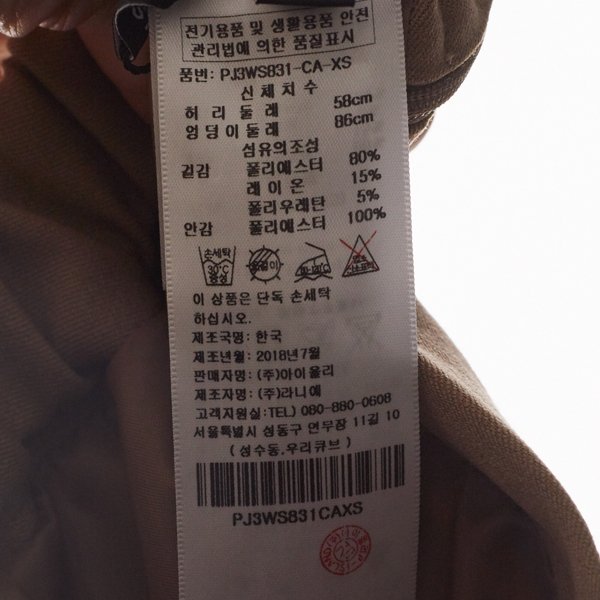 전기용품 및 생활용품 안전
관리법에 의한 품질표시
품번: PJ3WS831-CA-XS
신체치수
허리둘레 58cm
엉덩이둘레 86cm
섬유의조성
겉감 폴리에스터 80%
레이온 15%
폴리우레탄 5%
안감 폴리에스터 100%
손세탁
30℃
중성
이 상품은 단독 손세탁
하십시오.
제조국명: 한국
제조년월: 2018년7월
판매자명: (주)아이올리
제조자명: (주)라니에
고객지원실:TEL) 080-880-0608
서울특별시 성동구 연무장 11길 10
(성수동,우리큐브)
PJ3WS831CAXS